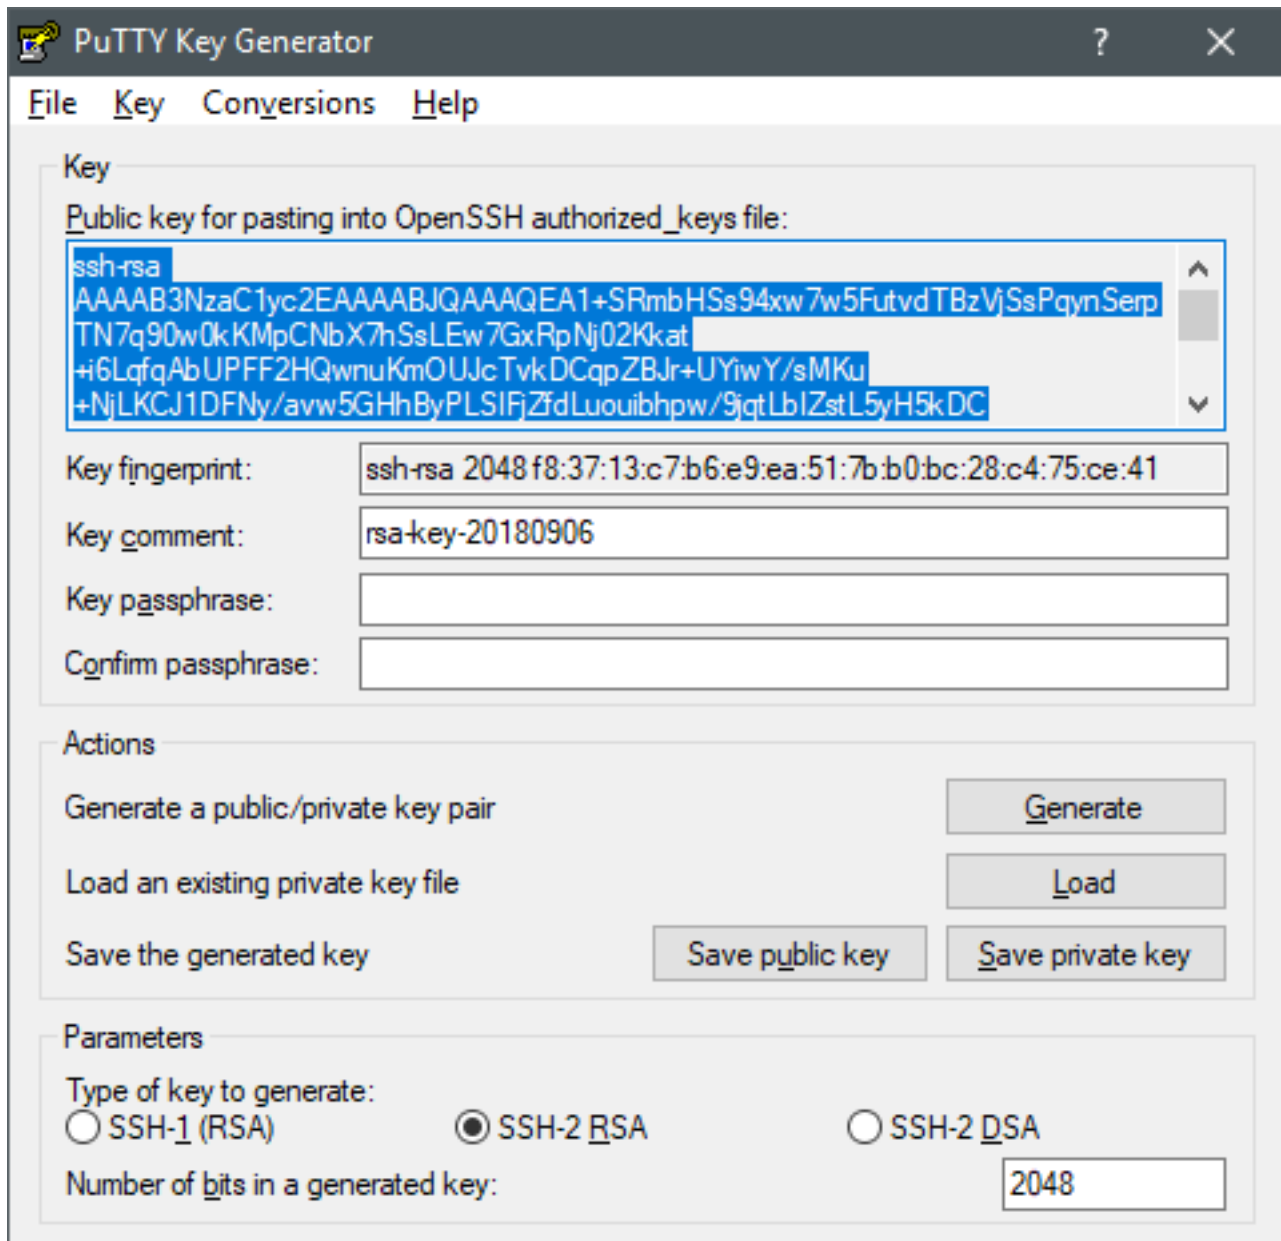 PuTTY Key Generator
File Key Conversions Help
Key
Public key for pasting into OpenSSH authorized_keys file:
ssh-rsa
AAAAB3NzaC1yc2EAAAABJQAAAQEA1+SRmbHSs94xw7w5FutvdTBzVjSsPqynSerp
TN7q90w0kKMpCNbX7hSsLEw7GxRpNj02Kkat
+i6LqfqAbUPFF2HQwnuKmOUJcTvkDCqpZBJr+UYiwY/sMKu
+NjLKCJ1DFNy/avw5GHhByPLSIFjZfdLuouibhpw/9jqtLbIZstL5yH5kDC
Key fingerprint: ssh-rsa 2048 f8:37:13:c7:b6:e9:ea:51:7b:b0:bc:28:c4:75:ce:41
Key comment: rsa-key-20180906
Key passphrase:
Confirm passphrase:
Actions
Generate a public/private key pair Generate
Load an existing private key file Load
Save the generated key Save public key Save private key
Parameters
Type of key to generate:
SSH-1 (RSA) SSH-2 RSA SSH-2 DSA
Number of bits in a generated key: 2048